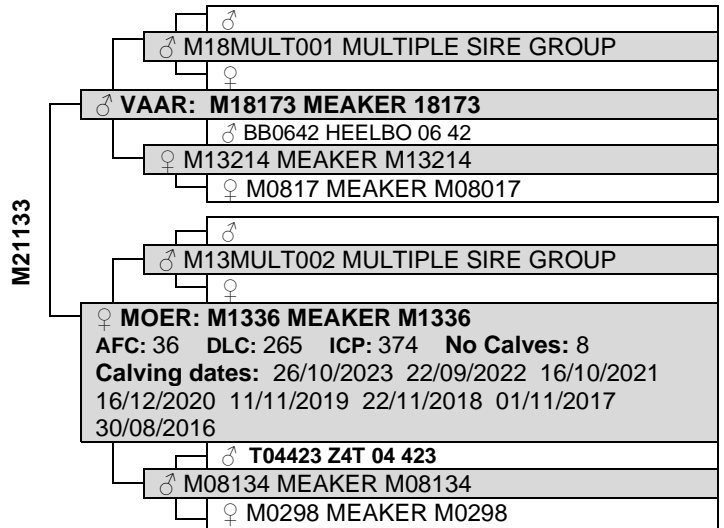 ♂
♂ M18MULT001 MULTIPLE SIRE GROUP
♀
♂ VAAR: M18173 MEAKER 18173
♂ BB0642 HEELBO 06 42
♀ M13214 MEAKER M13214
♀ M0817 MEAKER M08017
M21133
♂
♂ M13MULT002 MULTIPLE SIRE GROUP
♀
♀ MOER: M1336 MEAKER M1336
AFC: 36 DLC: 265 ICP: 374 No Calves: 8
Calving dates: 26/10/2023 22/09/2022 16/10/2021
16/12/2020 11/11/2019 22/11/2018 01/11/2017
30/08/2016
♂ T04423 Z4T 04 423
♂ M08134 MEAKER M08134
♀ M0298 MEAKER M0298